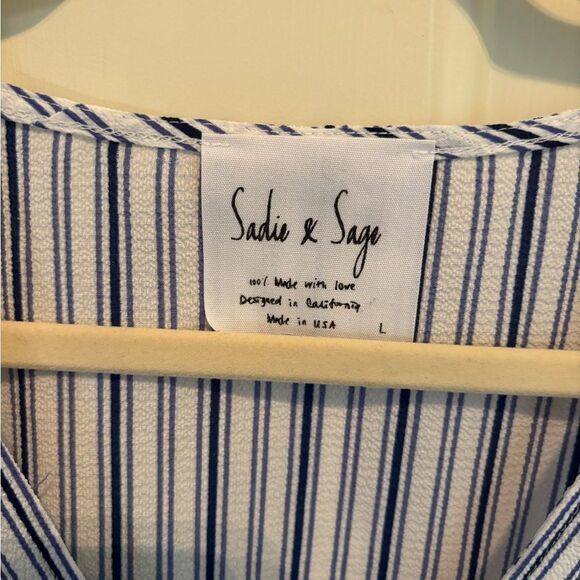 Sadie & Sage
100% Made with love
Designed in California
Made in USA
L